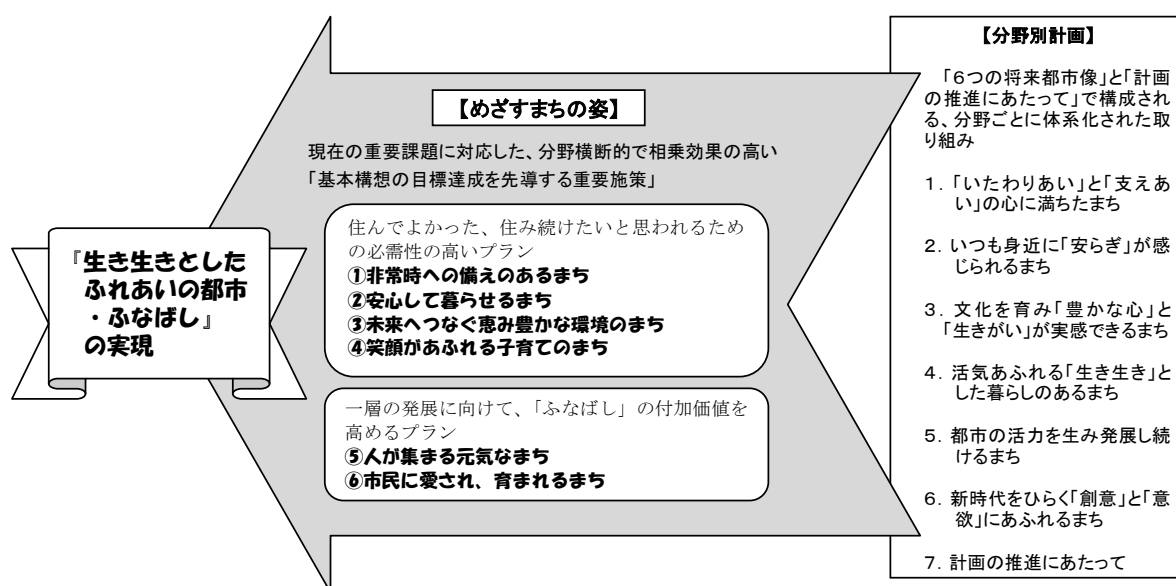 『生き生きとした
ふれあいの都市
・ふなばし』
の実現
【めざすまちの姿】
現在の重要課題に対応した、分野横断的で相乗効果の高い
「基本構想の目標達成を先導する重要施策」
住んでよかった、住み続けたいと思われるため
の必需性の高いプラン
①非常時への備えのあるまち
②安心して暮らせるまち
③未来へつなぐ恵み豊かな環境のまち
④笑顔があふれる子育てのまち
一層の発展に向けて、「ふなばし」の付加価値を
高めるプラン
⑤人が集まる元気なまち
⑥市民に愛され、育まれるまち
【分野別計画】
「6つの将来都市像」と「計画
の推進にあたって」で構成され
る、分野ごとに体系化された取
り組み
1.「いたわりあい」と「支えあ
い」の心に満ちたまち
2.いつも身近に「安らぎ」が感
じられるまち
3.文化を育み「豊かな心」と
「生きがい」が実感できるまち
4.活気あふれる「生き生き」と
した暮らしのあるまち
5.都市の活力を生み発展し続
けるまち
6.新時代をひらく「創意」と「意
欲」にあふれるまち
7.計画の推進にあたって